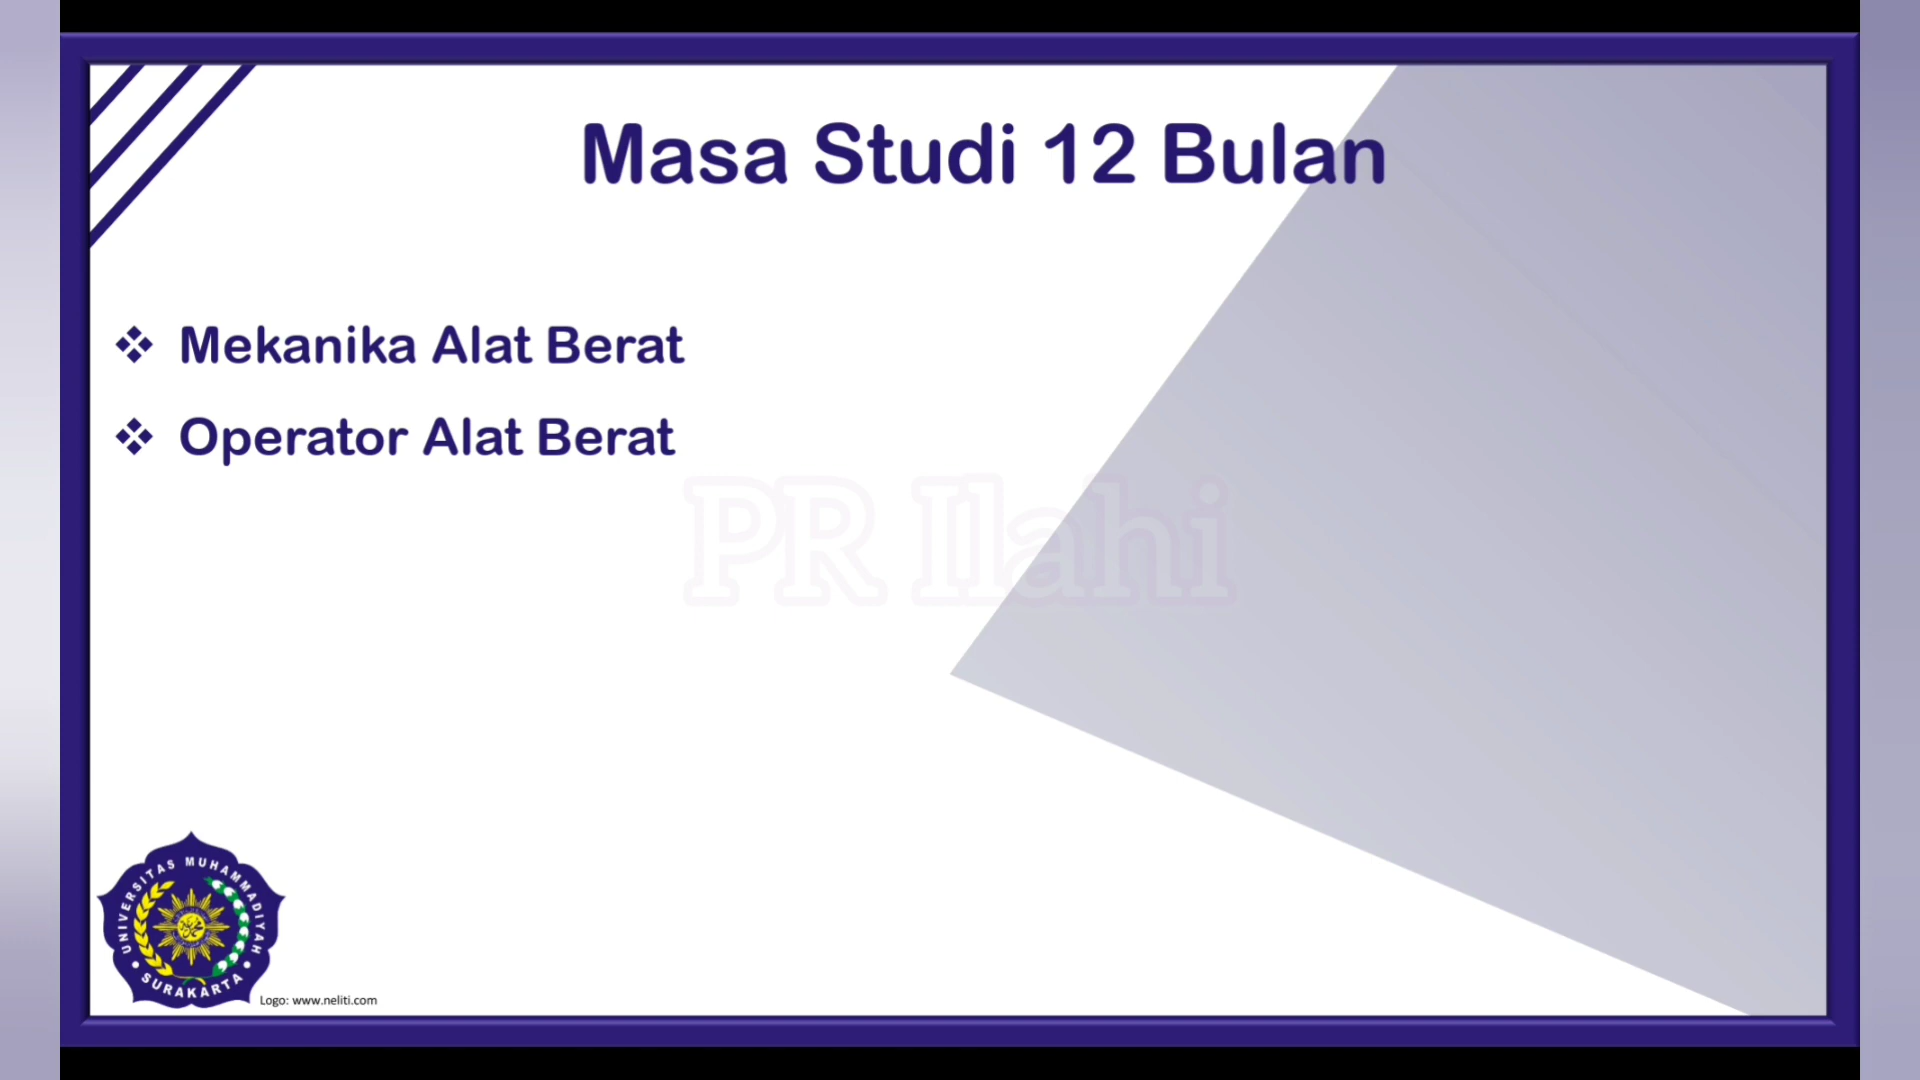 Masa Studi 12 Bulan
❖ Mekanika Alat Berat
❖ Operator Alat Berat
PR Ilahi
UNIVERSITAS MUHAMMADIYAH
SURAKARTA
Logo: www.neliti.com